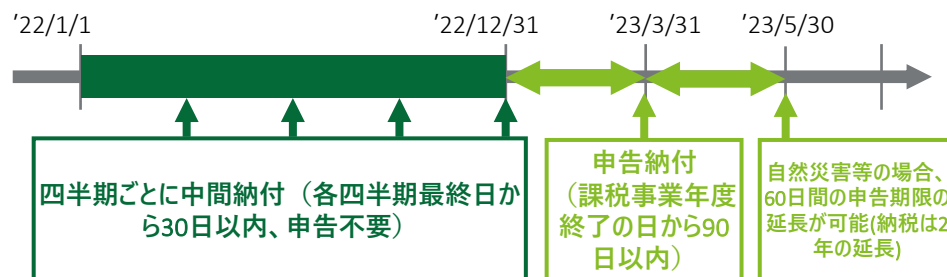 '22/1/1
'22/12/31
'23/3/31
'23/5/30
四半期ごとに中間納付（各四半期最終日か
ら30日以内、申告不要）
申告納付
（課税事業年度
終了の日から90
日以内）
自然災害等の場合、
60日間の申告期限の
延長が可能(納税は2
年の延長)